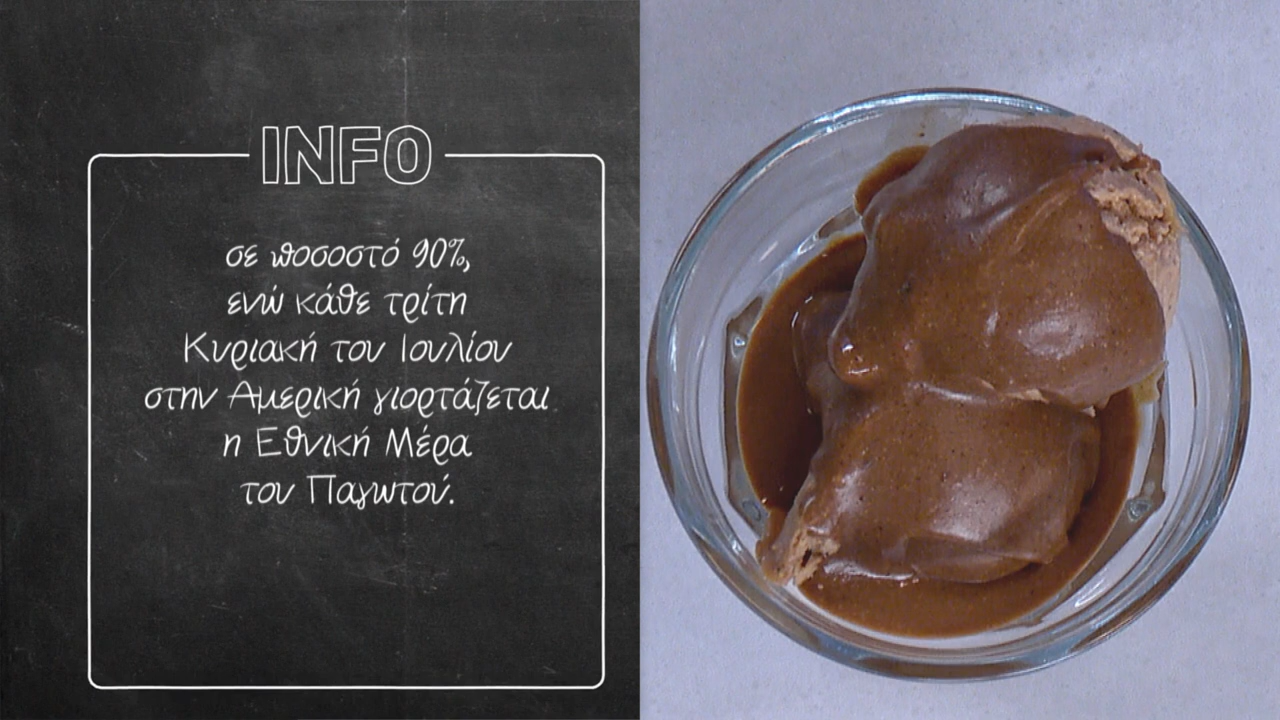 INFO
σε ποσοστό 90%,
ενώ κάθε τρίτη
Κυριακή του Ιουλίου
στην Αμερική γιορτάζεται
η Εθνική Μέρα
του Παγωτού.